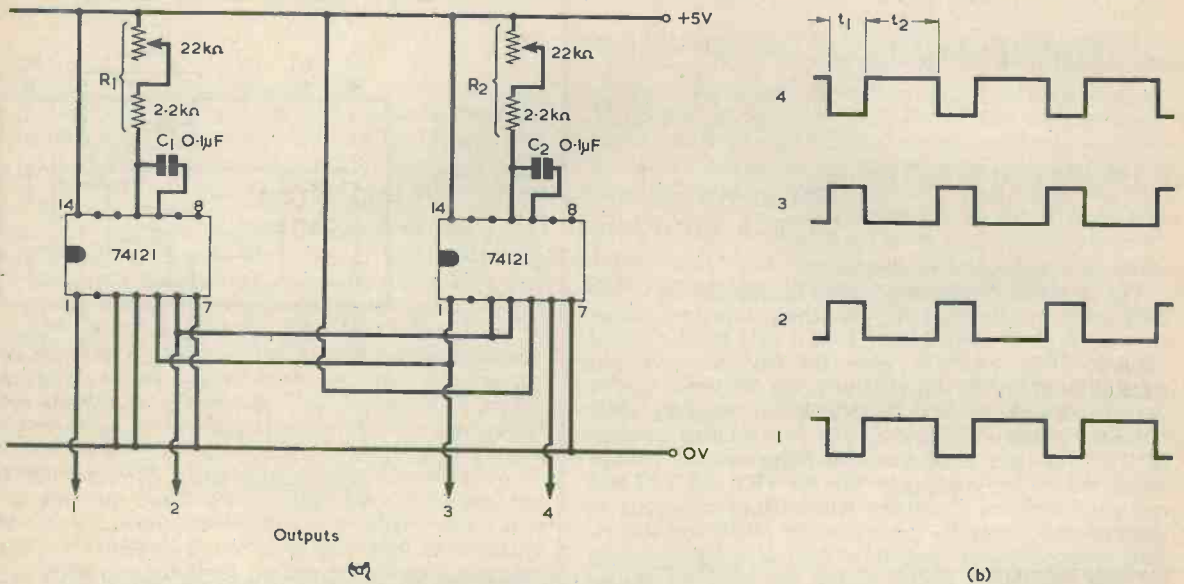 +5V
R1
22kΩ
2·2kΩ
C1 0·1µF
14
8
74121
1
7
R2
22kΩ
2·2kΩ
C2 0·1µF
14
8
74121
1
7
0V
1
2
3
4
Outputs
(a)
t1
t2
4
3
2
1
(b)